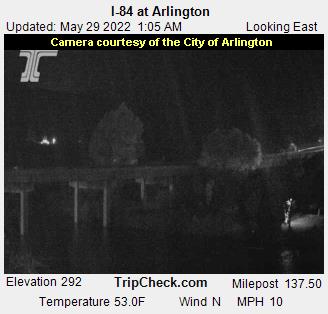 I-84 at Arlington
Updated: May 29 2022 1:05 AM Looking East
Camera courtesy of the City of Arlington
Elevation 292 TripCheck.com Milepost 137.50
Temperature 53.0F Wind N MPH 10